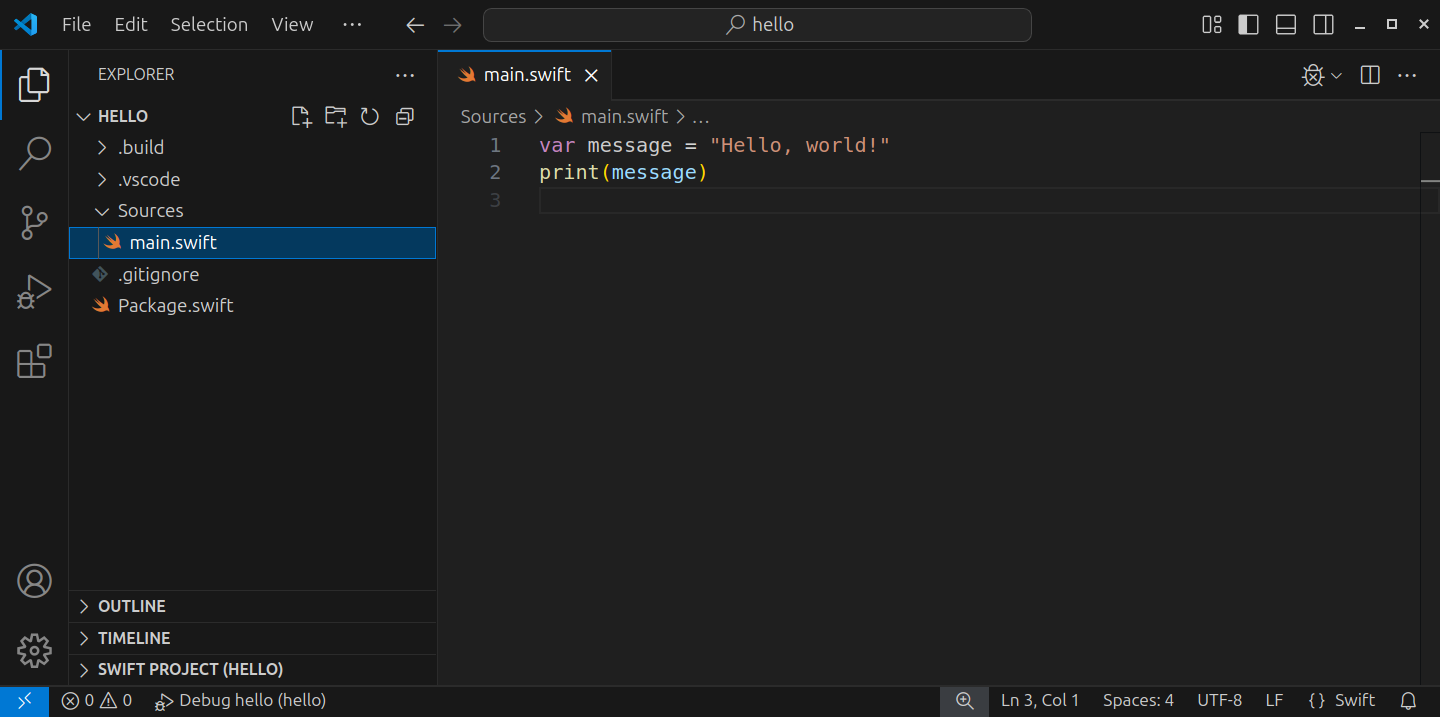 File Edit Selection View ... hello
EXPLORER ...
HELLO
.build
.vscode
Sources
main.swift
.gitignore
Package.swift
OUTLINE
TIMELINE
SWIFT PROJECT (HELLO)
main.swift
Sources > main.swift > ...
1 var message = "Hello, world!"
2 print(message)
3
0 0 Debug hello (hello) Ln 3, Col 1 Spaces: 4 UTF-8 LF {} Swift